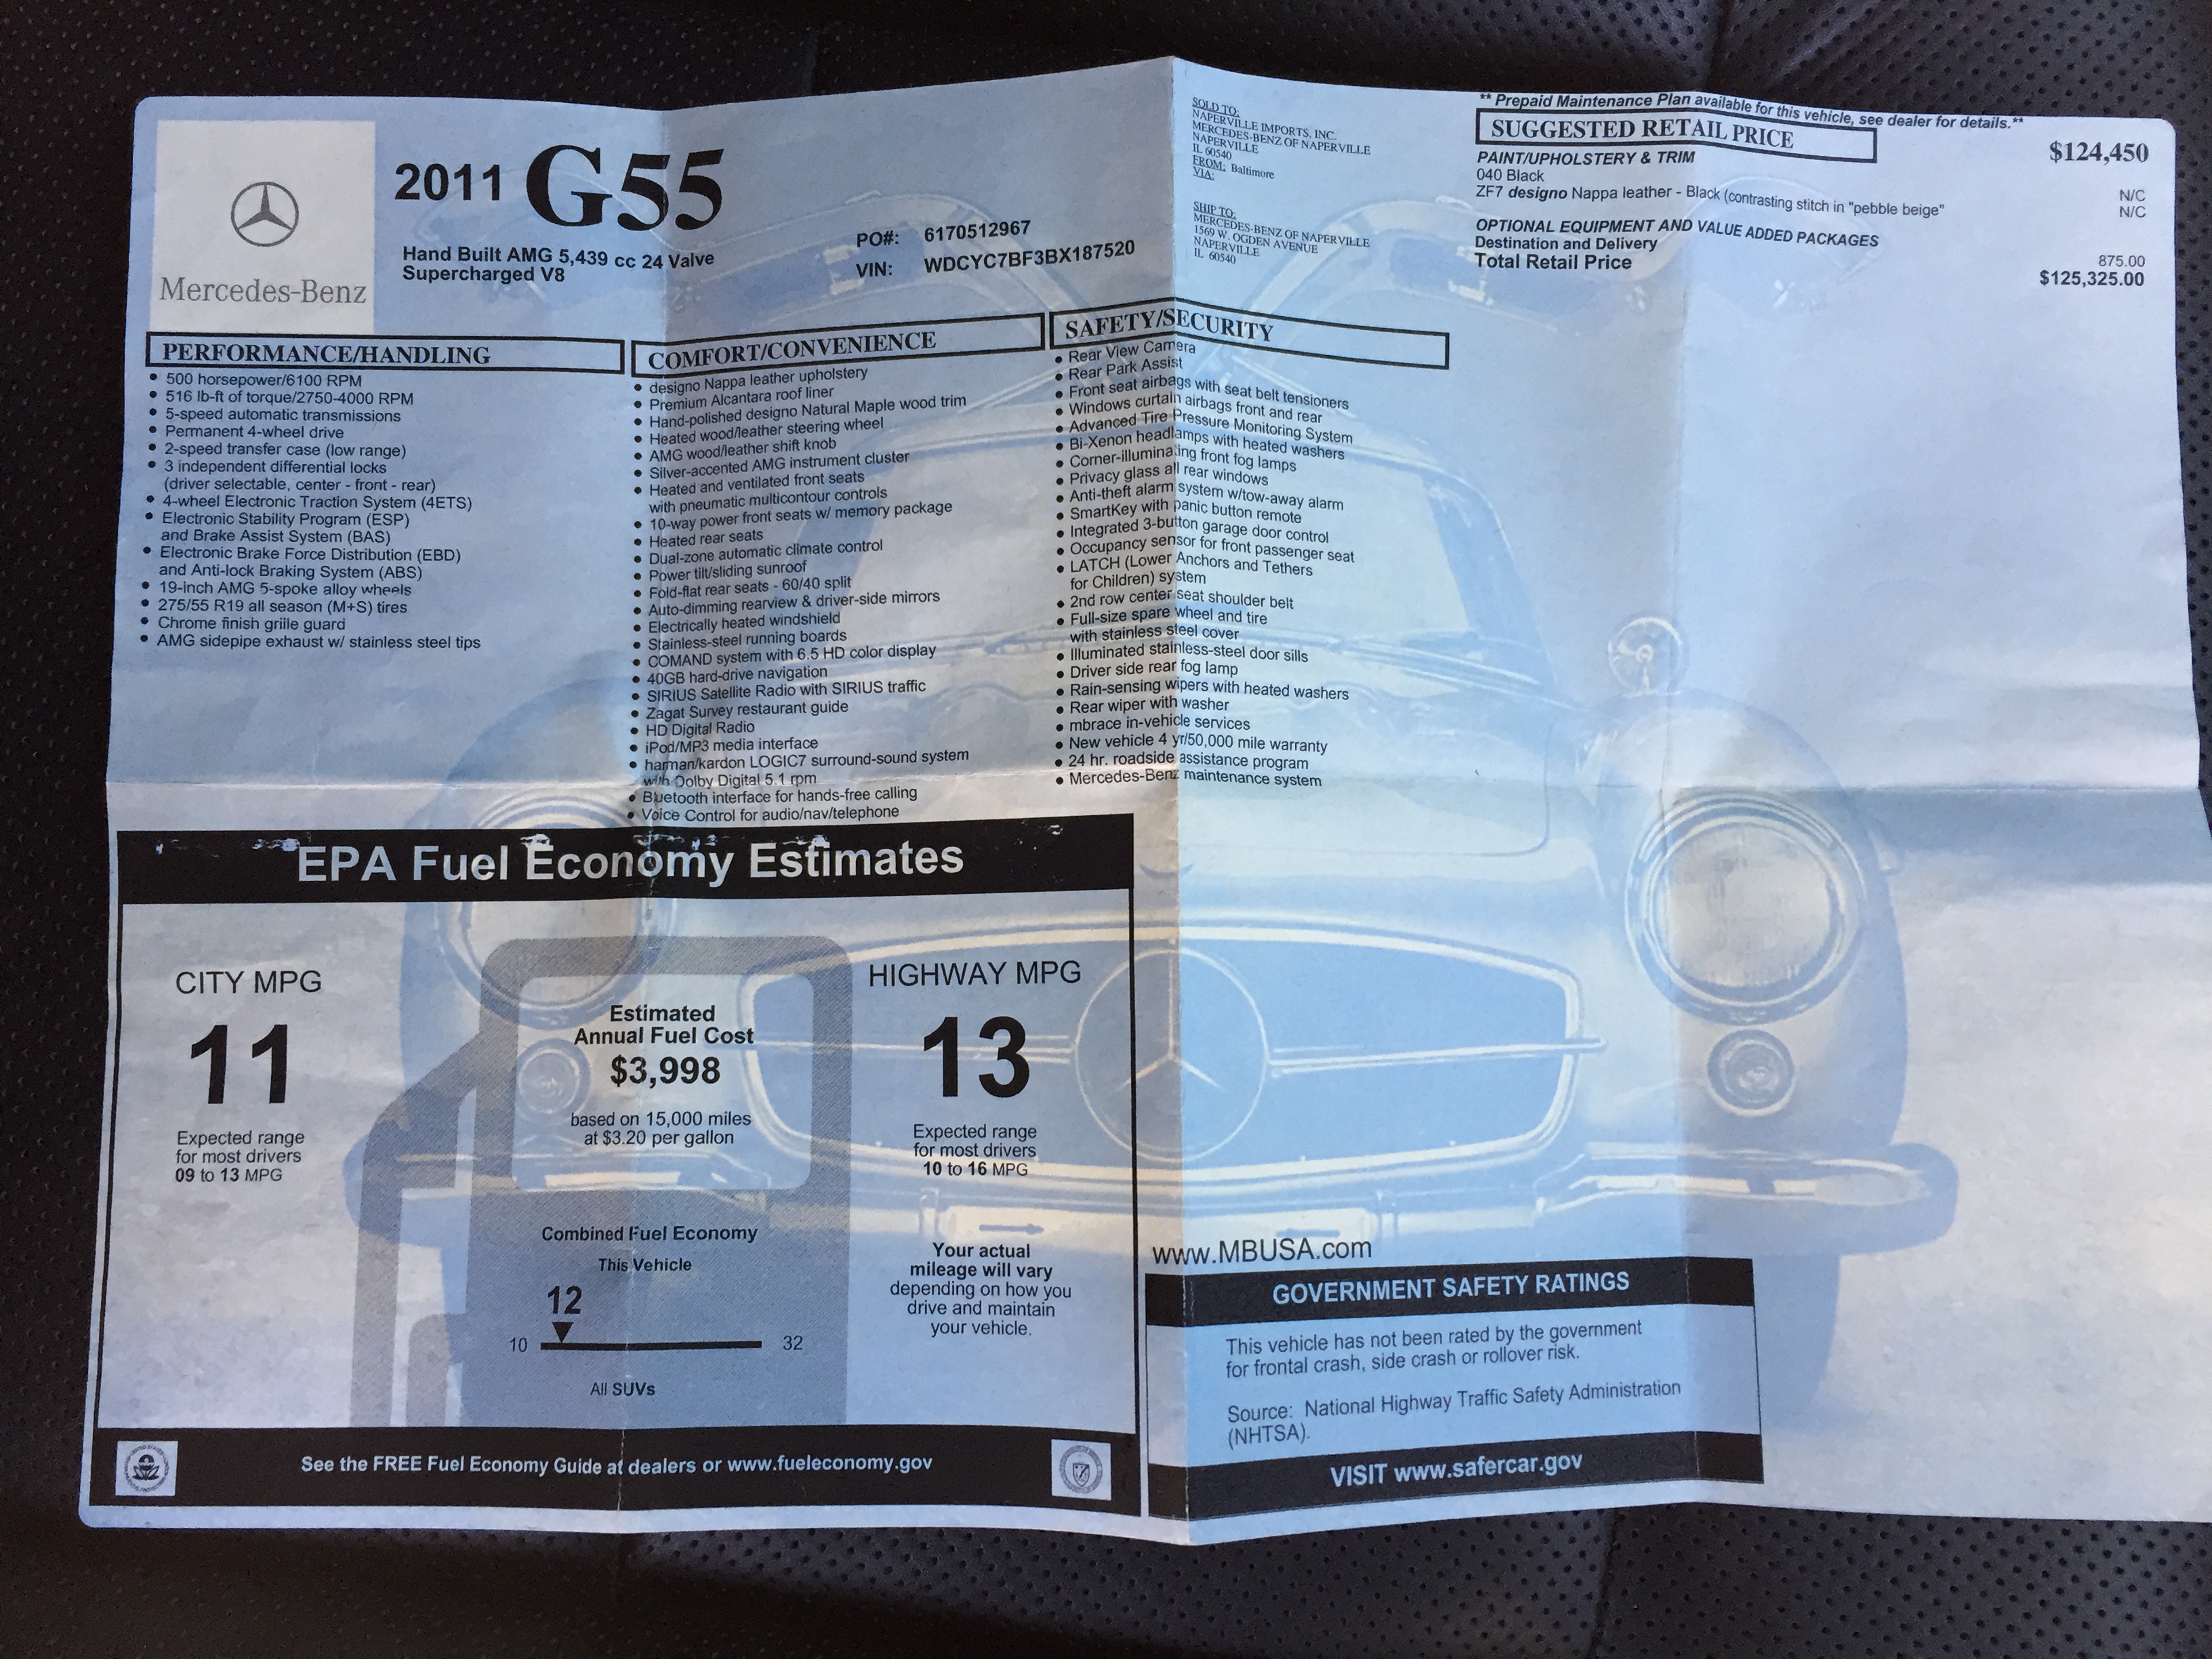 Mercedes-Benz
2011 G55
Hand Built AMG 5,439 cc 24 Valve
Supercharged V8
PO#: 6170512967
VIN: WDCYC7BF3BX187520
SOLD TO:
NAPERVILLE IMPORTS, INC.
MERCEDES-BENZ OF NAPERVILLE
NAPERVILLE
IL 60540
FROM: Baltimore
VIA:
SHIP TO:
MERCEDES-BENZ OF NAPERVILLE
1569 W. OGDEN AVENUE
NAPERVILLE
IL 60540
** Prepaid Maintenance Plan available for this vehicle, see dealer for details.**
SUGGESTED RETAIL PRICE $124,450
PAINT/UPHOLSTERY & TRIM
040 Black N/C
ZF7 designo Nappa leather - Black (contrasting stitch in "pebble beige" N/C
OPTIONAL EQUIPMENT AND VALUE ADDED PACKAGES
Destination and Delivery 875.00
Total Retail Price $125,325.00
PERFORMANCE/HANDLING
• 500 horsepower/6100 RPM
• 516 lb-ft of torque/2750-4000 RPM
• 5-speed automatic transmissions
• Permanent 4-wheel drive
• 2-speed transfer case (low range)
• 3 independent differential locks
(driver selectable, center - front - rear)
• 4-wheel Electronic Traction System (4ETS)
• Electronic Stability Program (ESP)
and Brake Assist System (BAS)
• Electronic Brake Force Distribution (EBD)
and Anti-lock Braking System (ABS)
• 19-inch AMG 5-spoke alloy wheels
• 275/55 R19 all season (M+S) tires
• Chrome finish grille guard
• AMG sidepipe exhaust w/ stainless steel tips
COMFORT/CONVENIENCE
• designo Nappa leather upholstery
• Premium Alcantara roof liner
• Hand-polished designo Natural Maple wood trim
• Heated wood/leather steering wheel
• AMG wood/leather shift knob
• Silver-accented AMG instrument cluster
• Heated and ventilated front seats
with pneumatic multicontour controls
• 10-way power front seats w/ memory package
• Heated rear seats
• Dual-zone automatic climate control
• Power tilt/sliding sunroof
• Fold-flat rear seats - 60/40 split
• Auto-dimming rearview & driver-side mirrors
• Electrically heated windshield
• Stainless-steel running boards
• COMAND system with 6.5 HD color display
• 40GB hard-drive navigation
• SIRIUS Satellite Radio with SIRIUS traffic
• Zagat Survey restaurant guide
• HD Digital Radio
• iPod/MP3 media interface
• harman/kardon LOGIC7 surround-sound system
with Dolby Digital 5.1 rpm
• Bluetooth interface for hands-free calling
• Voice Control for audio/nav/telephone
SAFETY/SECURITY
• Rear View Camera
• Rear Park Assist
• Front seat airbags with seat belt tensioners
• Windows curtain airbags front and rear
• Advanced Tire Pressure Monitoring System
• Bi-Xenon headlamps with heated washers
• Corner-illuminating front fog lamps
• Privacy glass all rear windows
• Anti-theft alarm system w/tow-away alarm
• SmartKey with panic button remote
• Integrated 3-button garage door control
• Occupancy sensor for front passenger seat
• LATCH (Lower Anchors and Tethers
for Children) system
• 2nd row center seat shoulder belt
• Full-size spare wheel and tire
with stainless steel cover
• Illuminated stainless-steel door sills
• Driver side rear fog lamp
• Rain-sensing wipers with heated washers
• Rear wiper with washer
• mbrace in-vehicle services
• New vehicle 4 yr/50,000 mile warranty
• 24 hr. roadside assistance program
• Mercedes-Benz maintenance system
EPA Fuel Economy Estimates
CITY MPG
11
Expected range
for most drivers
09 to 13 MPG
Estimated
Annual Fuel Cost
$3,998
based on 15,000 miles
at $3.20 per gallon
Combined Fuel Economy
This Vehicle
12
10 32
All SUVs
HIGHWAY MPG
13
Expected range
for most drivers
10 to 16 MPG
Your actual
mileage will vary
depending on how you
drive and maintain
your vehicle.
See the FREE Fuel Economy Guide at dealers or www.fueleconomy.gov
www.MBUSA.com
GOVERNMENT SAFETY RATINGS
This vehicle has not been rated by the government
for frontal crash, side crash or rollover risk.
Source: National Highway Traffic Safety Administration
(NHTSA).
VISIT www.safercar.gov